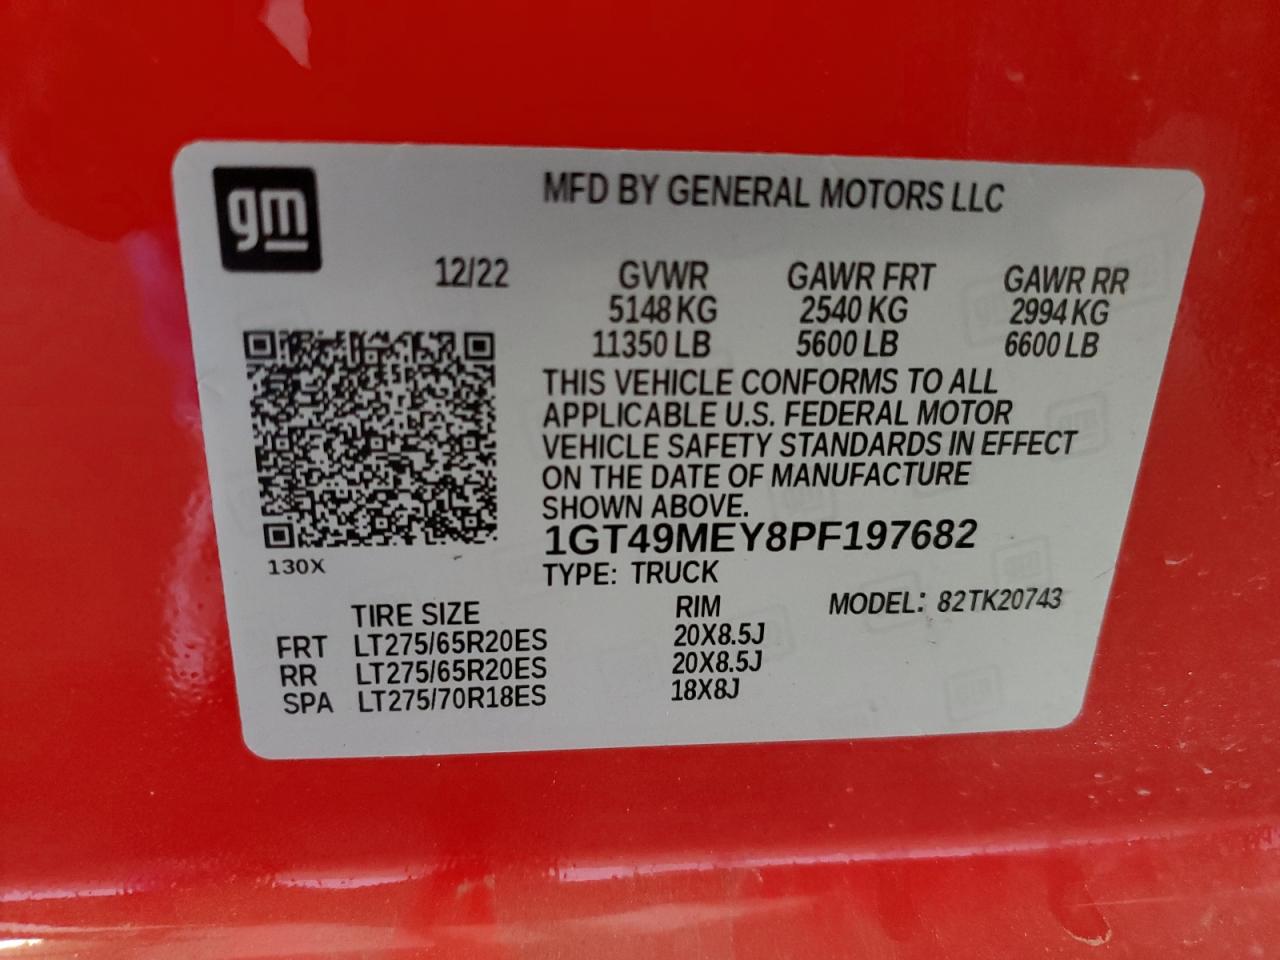 gm
MFD BY GENERAL MOTORS LLC
12/22 GVWR GAWR FRT GAWR RR
5148 KG 2540 KG 2994 KG
11350 LB 5600 LB 6600 LB
THIS VEHICLE CONFORMS TO ALL
APPLICABLE U.S. FEDERAL MOTOR
VEHICLE SAFETY STANDARDS IN EFFECT
ON THE DATE OF MANUFACTURE
SHOWN ABOVE.
1GT49MEY8PF197682
130X
TYPE: TRUCK
TIRE SIZE RIM MODEL: 82TK20743
FRT LT275/65R20ES 20X8.5J
RR LT275/65R20ES 20X8.5J
SPA LT275/70R18ES 18X8J